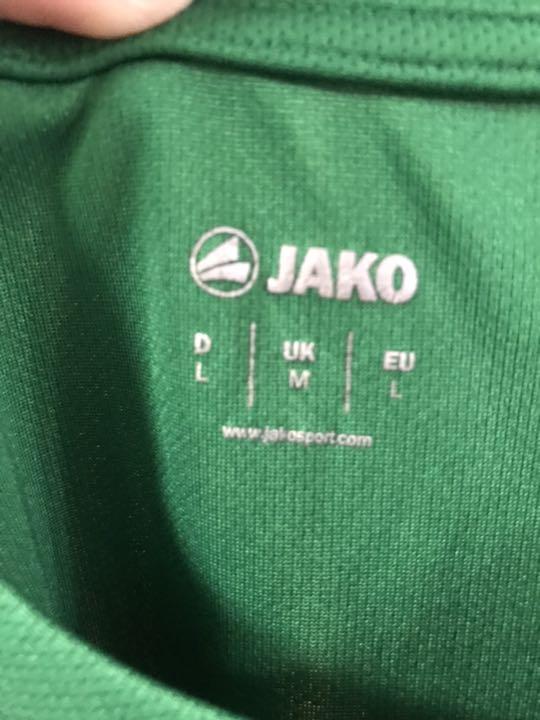 JAKO
D | UK | EU
L | M | L
www.jakosport.com